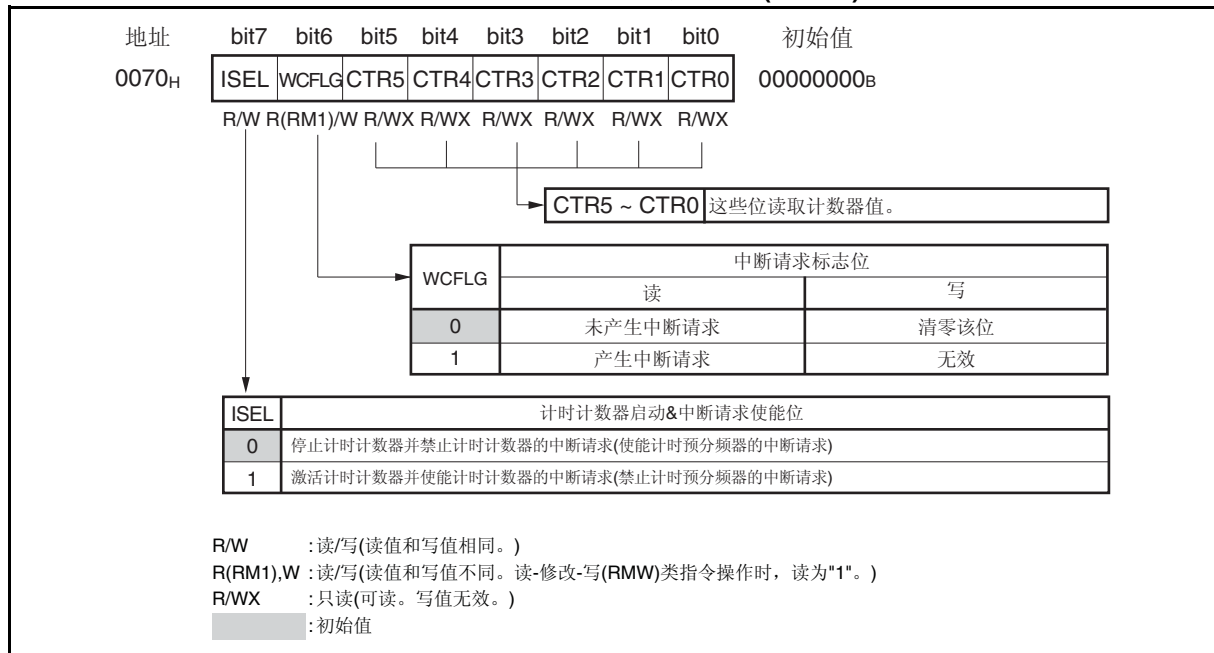 地址 bit7 bit6 bit5 bit4 bit3 bit2 bit1 bit0 初始值
0070H ISEL WCFLG CTR5 CTR4 CTR3 CTR2 CTR1 CTR0 00000000B
R/W R(RM1)/W R/WX R/WX R/WX R/WX R/WX R/WX
CTR5 ~ CTR0 这些位读取计数器值。
WCFLG 中断请求标志位
读 写
0 未产生中断请求 清零该位
1 产生中断请求 无效
ISEL 计时计数器启动&中断请求使能位
0 停止计时计数器并禁止计时计数器的中断请求(使能计时预分频器的中断请求)
1 激活计时计数器并使能计时计数器的中断请求(禁止计时预分频器的中断请求)
R/W :读/写(读值和写值相同。)
R(RM1),W :读/写(读值和写值不同。读-修改-写(RMW)类指令操作时，读为"1"。)
R/WX :只读(可读。写值无效。)
:初始值